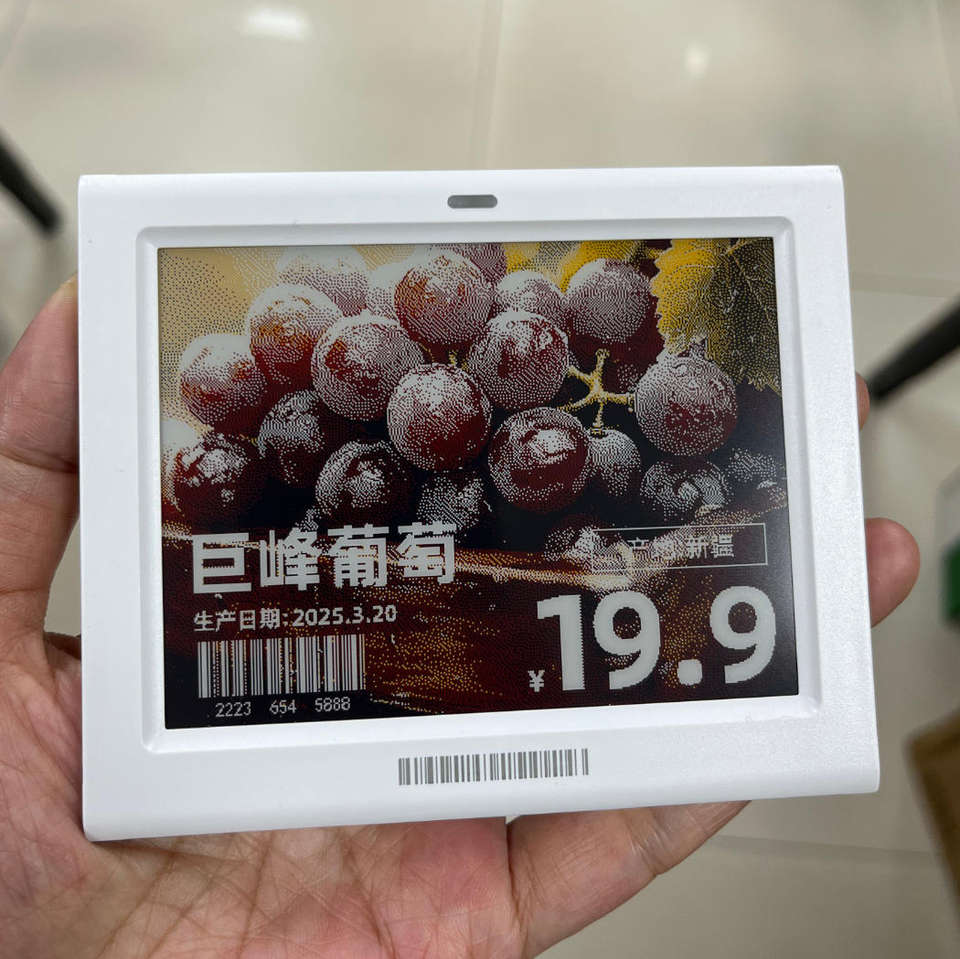 巨峰葡萄
产地 新疆
生产日期:2025.3.20
¥19.9
2223 654 5888